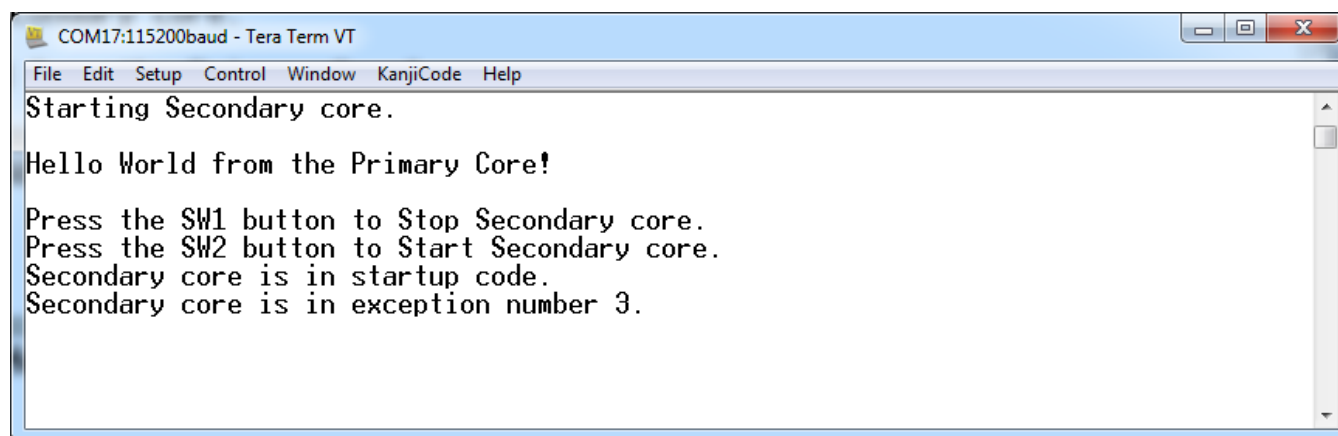 COM17:115200baud - Tera Term VT
File Edit Setup Control Window KanjiCode Help
Starting Secondary core.
Hello World from the Primary Core!
Press the SW1 button to Stop Secondary core.
Press the SW2 button to Start Secondary core.
Secondary core is in startup code.
Secondary core is in exception number 3.